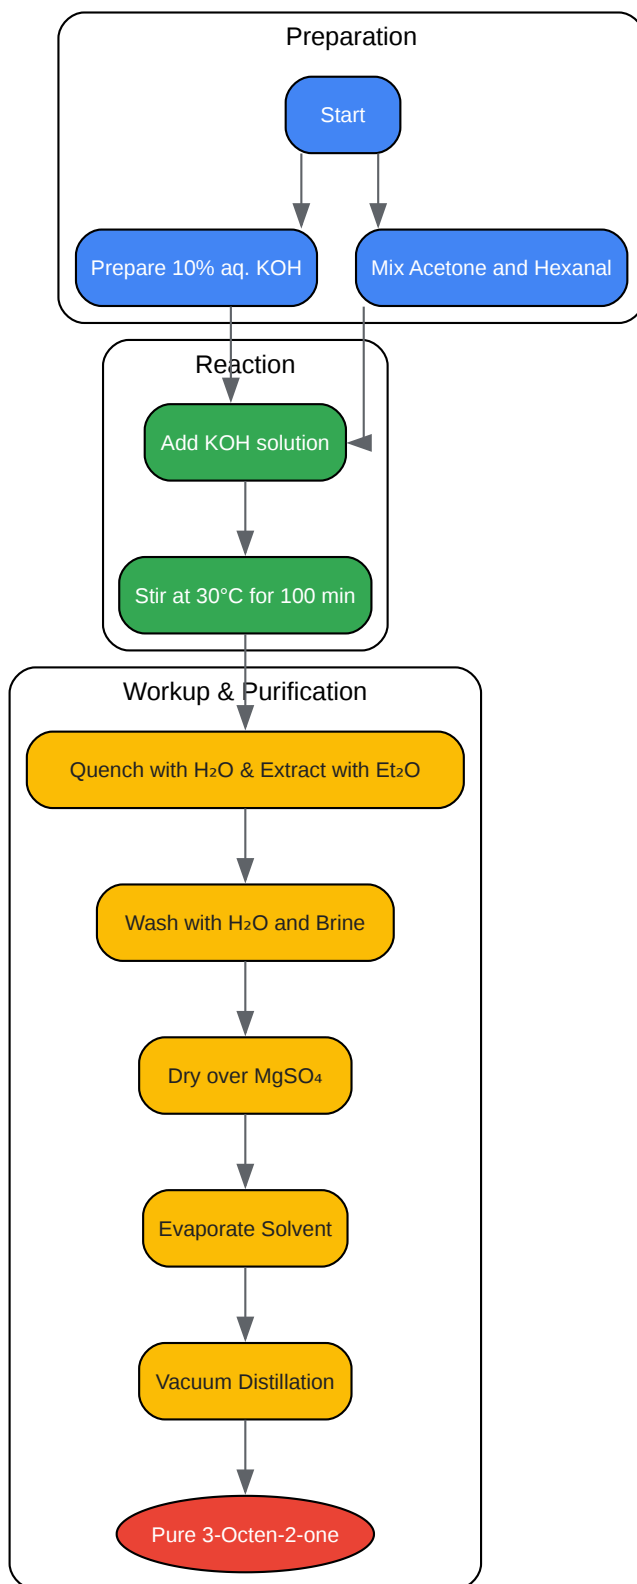 Preparation
Start
Prepare 10% aq. KOH
Mix Acetone and Hexanal
Reaction
Add KOH solution
Stir at 30°C for 100 min
Workup & Purification
Quench with H₂O & Extract with Et₂O
Wash with H₂O and Brine
Dry over MgSO₄
Evaporate Solvent
Vacuum Distillation
Pure 3-Octen-2-one